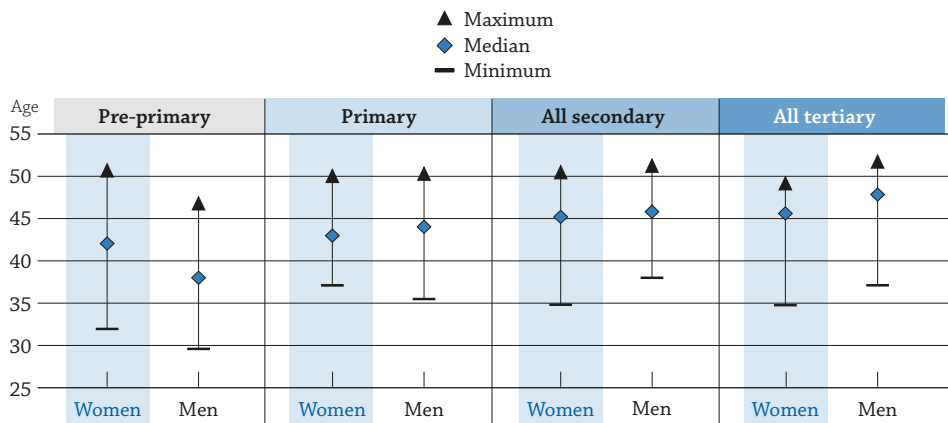 Maximum
Median
Minimum
Age
Pre-primary Primary All secondary All tertiary
55
50
45
40
35
30
25
Women Men Women Men Women Men Women Men